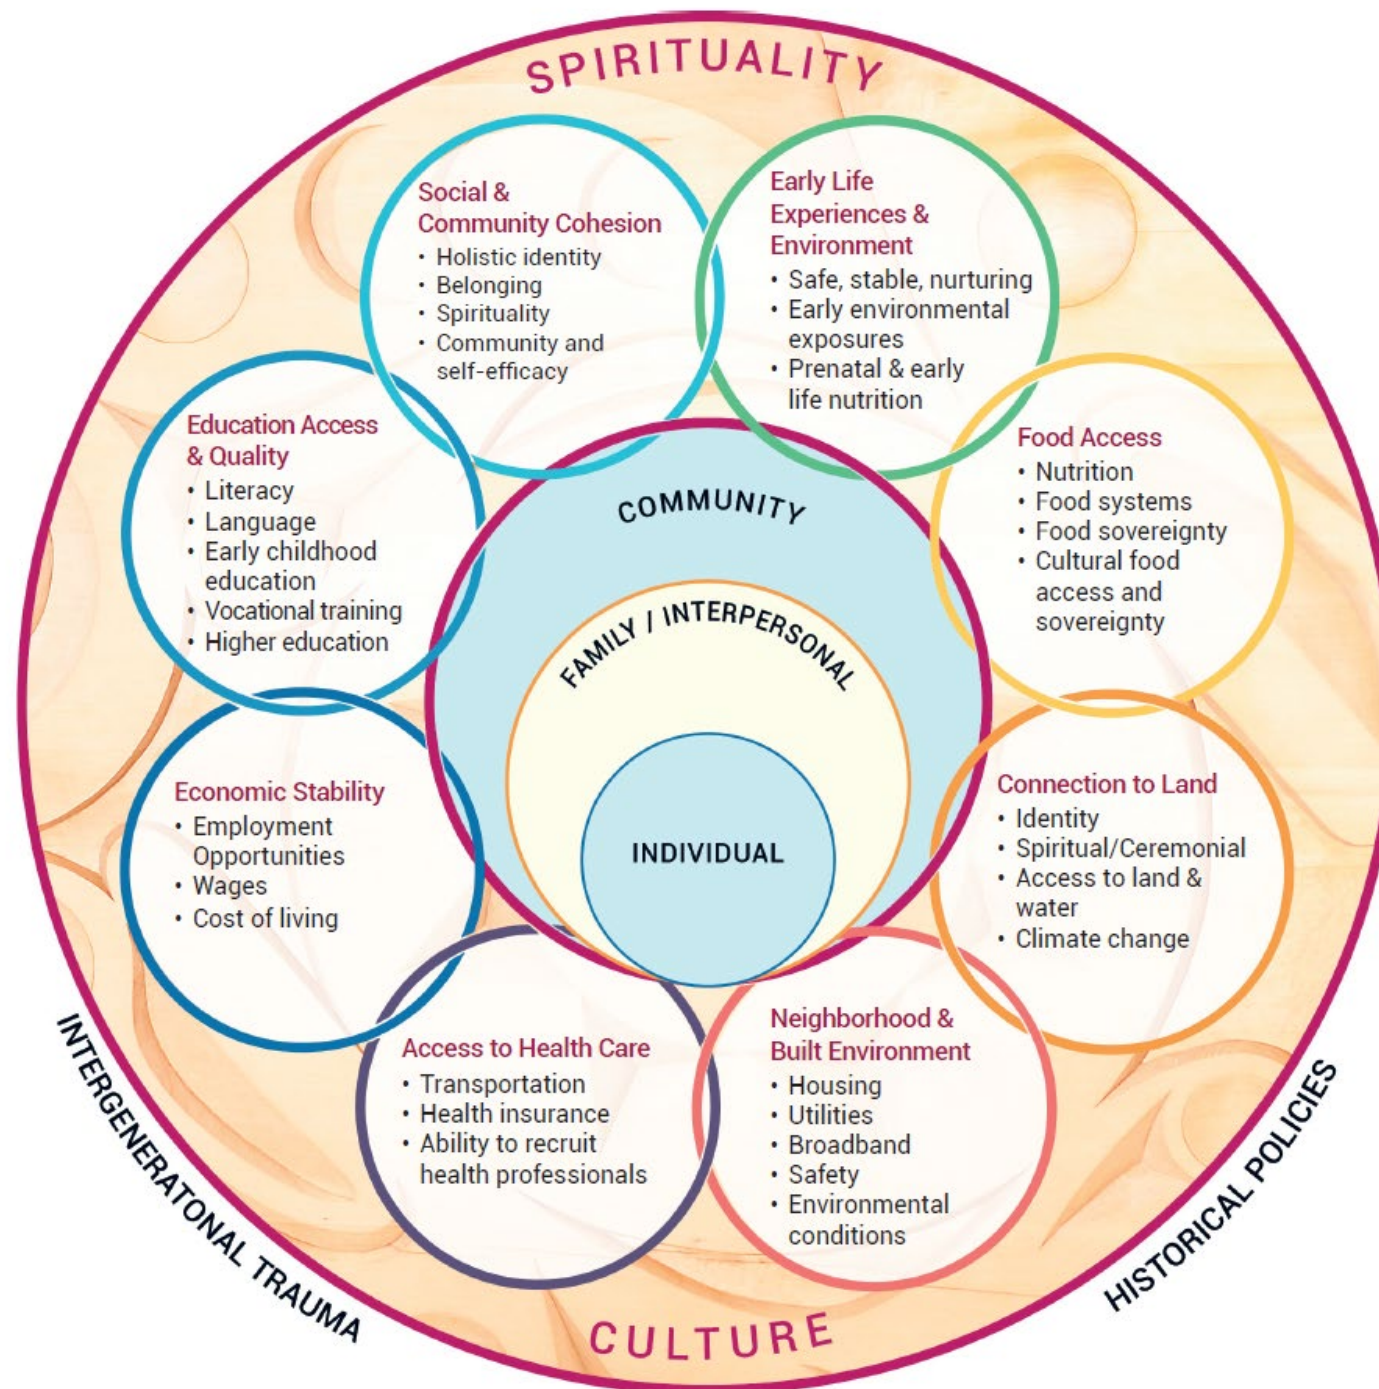 SPIRITUALITY
Social &
Community Cohesion
• Holistic identity
• Belonging
• Spirituality
• Community and
self-efficacy
Early Life
Experiences &
Environment
• Safe, stable, nurturing
• Early environmental
exposures
• Prenatal & early
life nutrition
Education Access
& Quality
• Literacy
• Language
• Early childhood
education
• Vocational training
• Higher education
Food Access
• Nutrition
• Food systems
• Food sovereignty
• Cultural food
access and
sovereignty
COMMUNITY
FAMILY / INTERPERSONAL
INDIVIDUAL
Economic Stability
• Employment
Opportunities
• Wages
• Cost of living
Connection to Land
• Identity
• Spiritual/Ceremonial
• Access to land &
water
• Climate change
Access to Health Care
• Transportation
• Health insurance
• Ability to recruit
health professionals
Neighborhood &
Built Environment
• Housing
• Utilities
• Broadband
• Safety
• Environmental
conditions
INTERGENERATONAL TRAUMA
HISTORICAL POLICIES
CULTURE